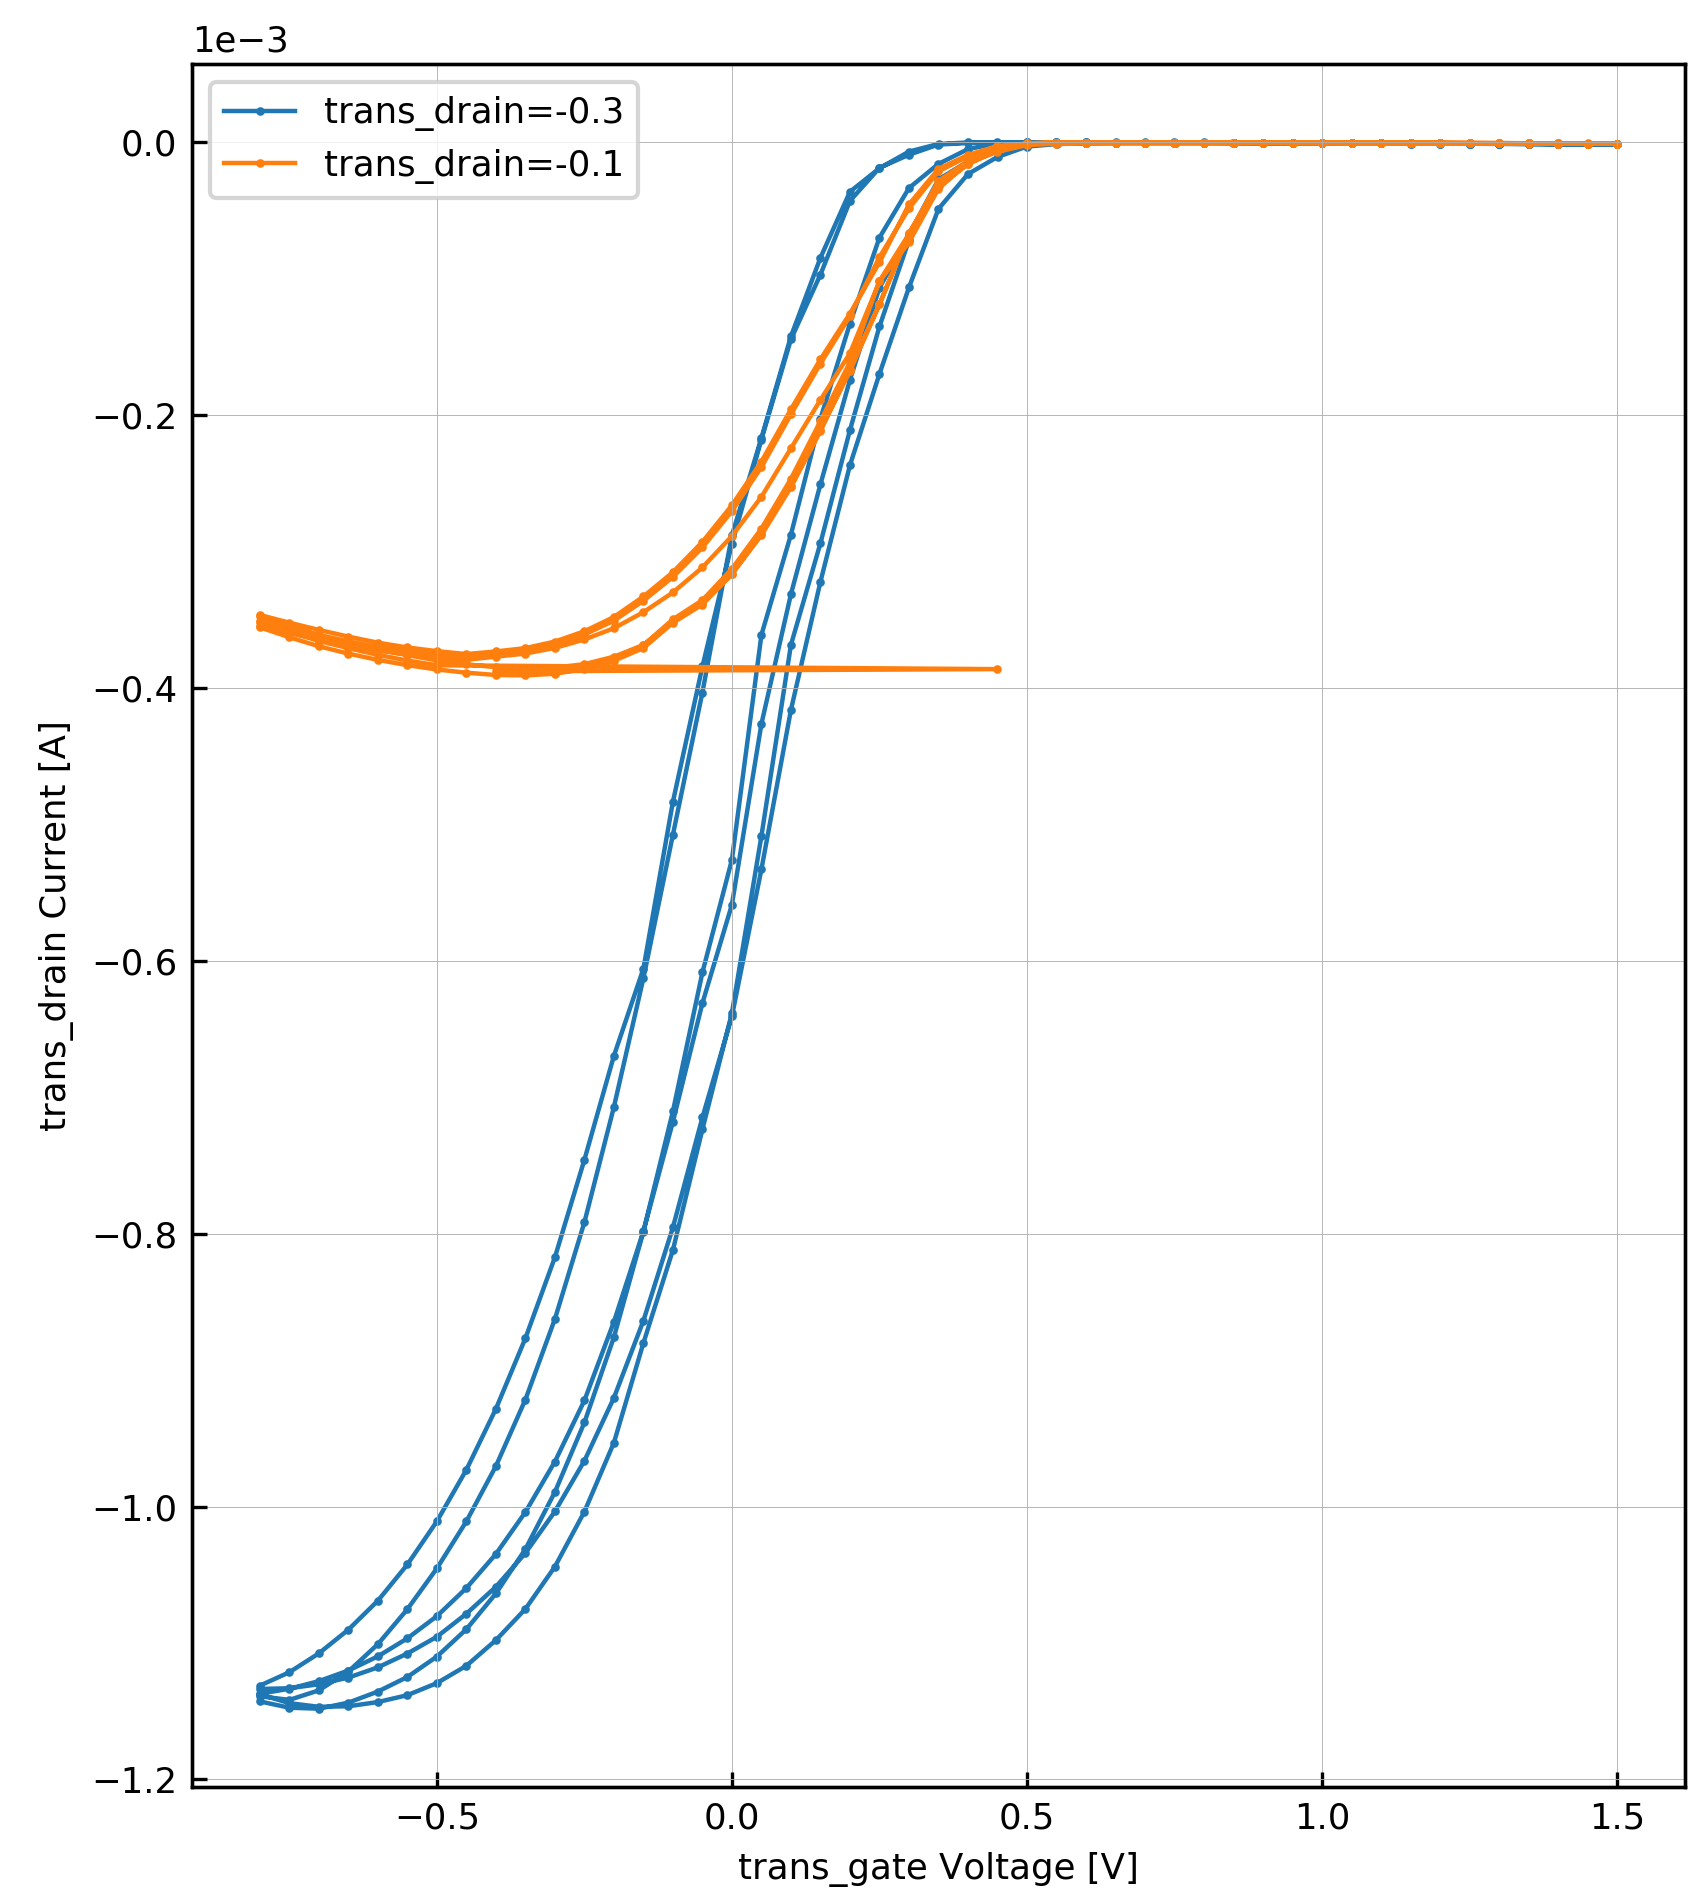 1e−3
trans_drain=-0.3
trans_drain=-0.1
0.0
−0.2
−0.4
−0.6
−0.8
−1.0
−1.2
trans_drain Current [A]
−0.5 0.0 0.5 1.0 1.5
trans_gate Voltage [V]